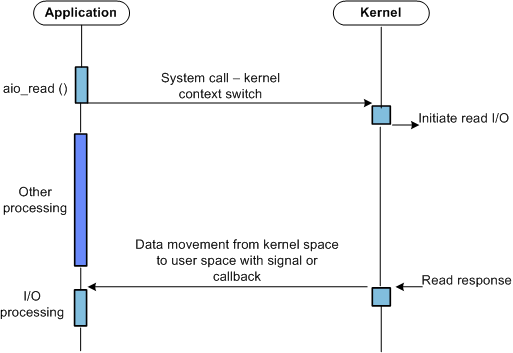 Application
Kernel
aio_read ()
System call – kernel
context switch
Initiate read I/O
Other
processing
Data movement from kernel space
to user space with signal or
callback
Read response
I/O
processing